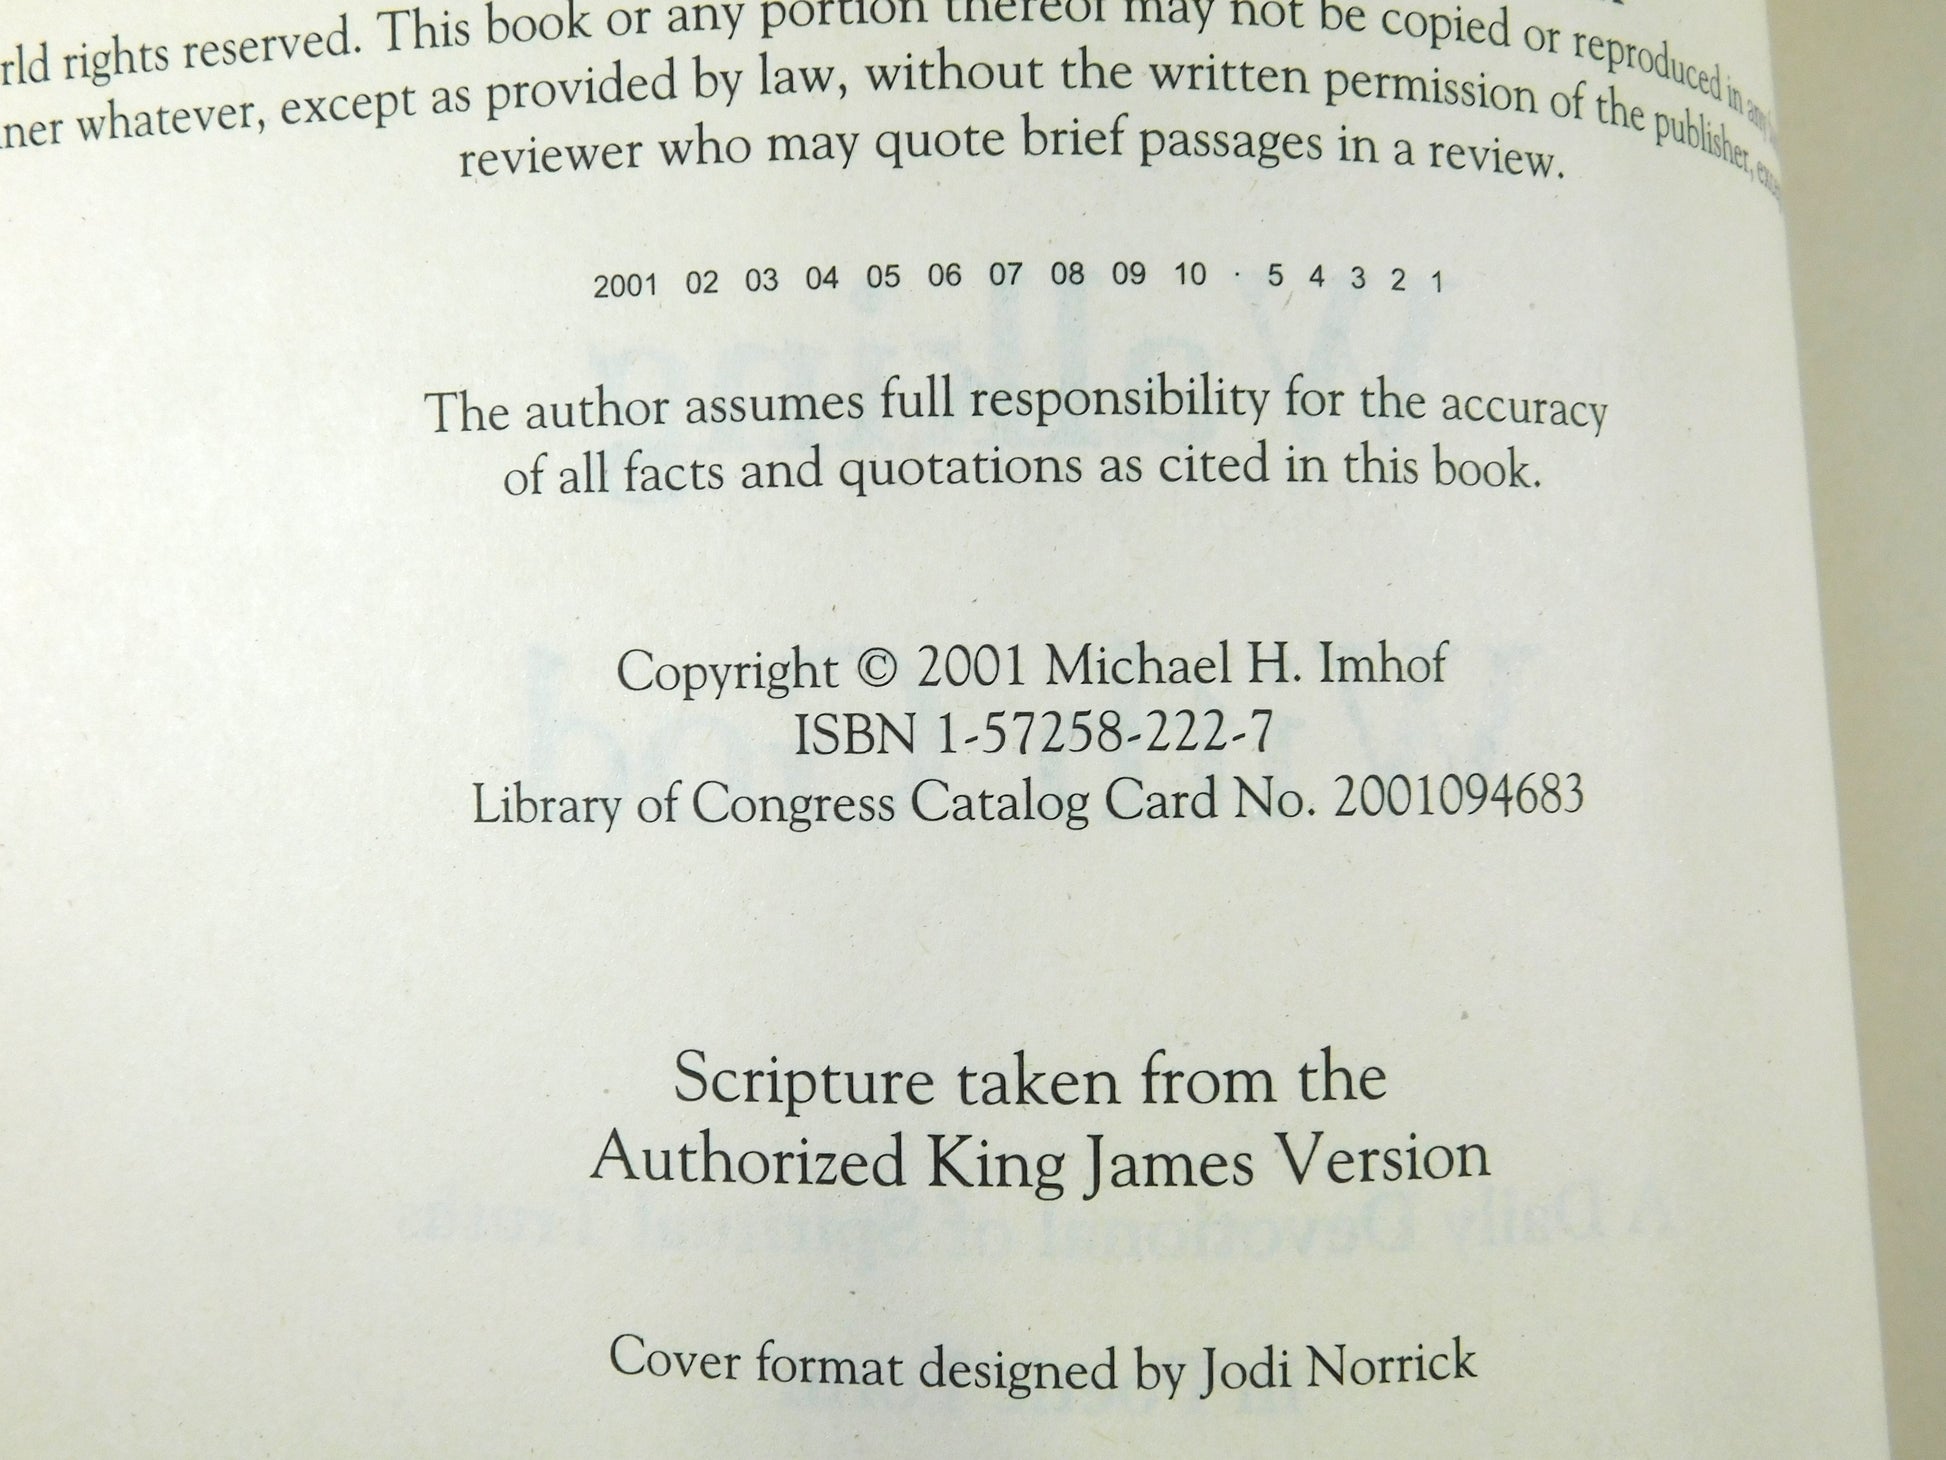 rld rights reserved. This book or any portion thereof may not be copied or reproduced in any
ner whatever, except as provided by law, without the written permission of the publisher,
reviewer who may quote brief passages in a review.
2001 02 03 04 05 06 07 08 09 10 · 5 4 3 2 1
The author assumes full responsibility for the accuracy
of all facts and quotations as cited in this book.
Copyright © 2001 Michael H. Imhof
ISBN 1-57258-222-7
Library of Congress Catalog Card No. 2001094683
Scripture taken from the
Authorized King James Version
Cover format designed by Jodi Norrick